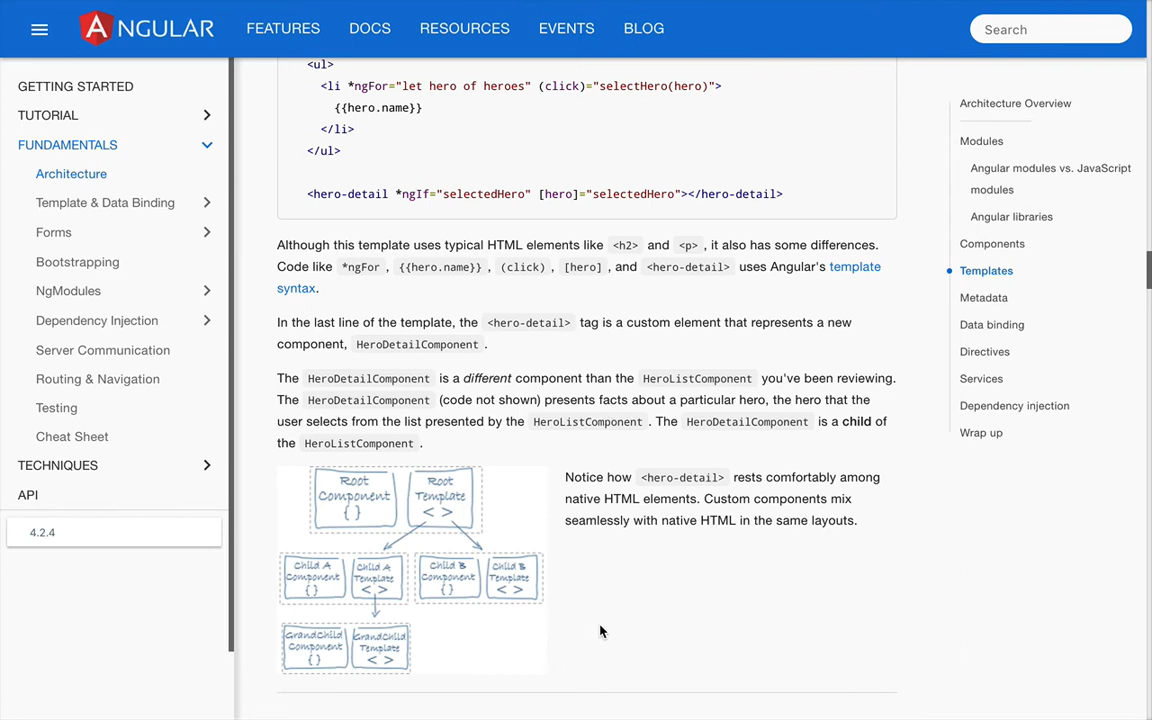 ANGULAR
FEATURES
DOCS
RESOURCES
EVENTS
BLOG
Search
GETTING STARTED
TUTORIAL
FUNDAMENTALS
Architecture
Template & Data Binding
Forms
Bootstrapping
NgModules
Dependency Injection
Server Communication
Routing & Navigation
Testing
Cheat Sheet
TECHNIQUES
API
4.2.4
<ul>
<li *ngFor="let hero of heroes" (click)="selectHero(hero)">
{{hero.name}}
</li>
</ul>
<hero-detail *ngIf="selectedHero" [hero]="selectedHero"></hero-detail>
Although this template uses typical HTML elements like <h2> and <p>, it also has some differences.
Code like *ngFor, {{hero.name}}, (click), [hero], and <hero-detail> uses Angular's template
syntax.
In the last line of the template, the <hero-detail> tag is a custom element that represents a new
component, HeroDetailComponent.
The HeroDetailComponent is a different component than the HeroListComponent you've been reviewing.
The HeroDetailComponent (code not shown) presents facts about a particular hero, the hero that the
user selects from the list presented by the HeroListComponent. The HeroDetailComponent is a child of
the HeroListComponent.
Root
Component
{ }
Root
Template
< >
Child A
Component
{ }
Child A
Template
< >
Child B
Component
{ }
Child B
Template
< >
GrandChild
Component
{ }
GrandChild
Template
< >
Notice how <hero-detail> rests comfortably among
native HTML elements. Custom components mix
seamlessly with native HTML in the same layouts.
Architecture Overview
Modules
Angular modules vs. JavaScript
modules
Angular libraries
Components
Templates
Metadata
Data binding
Directives
Services
Dependency injection
Wrap up